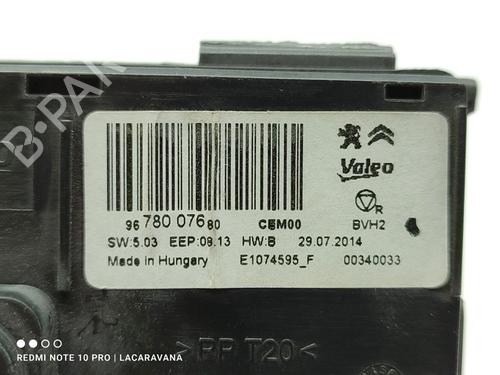 Valeo
96 780 076 80 CEM00 R BVH2
SW:5.03 EEP:09.13 HW:B 29.07.2014
Made in Hungary E1074595_F 00340033
>PP T20<
REDMI NOTE 10 PRO | LACARAVANA